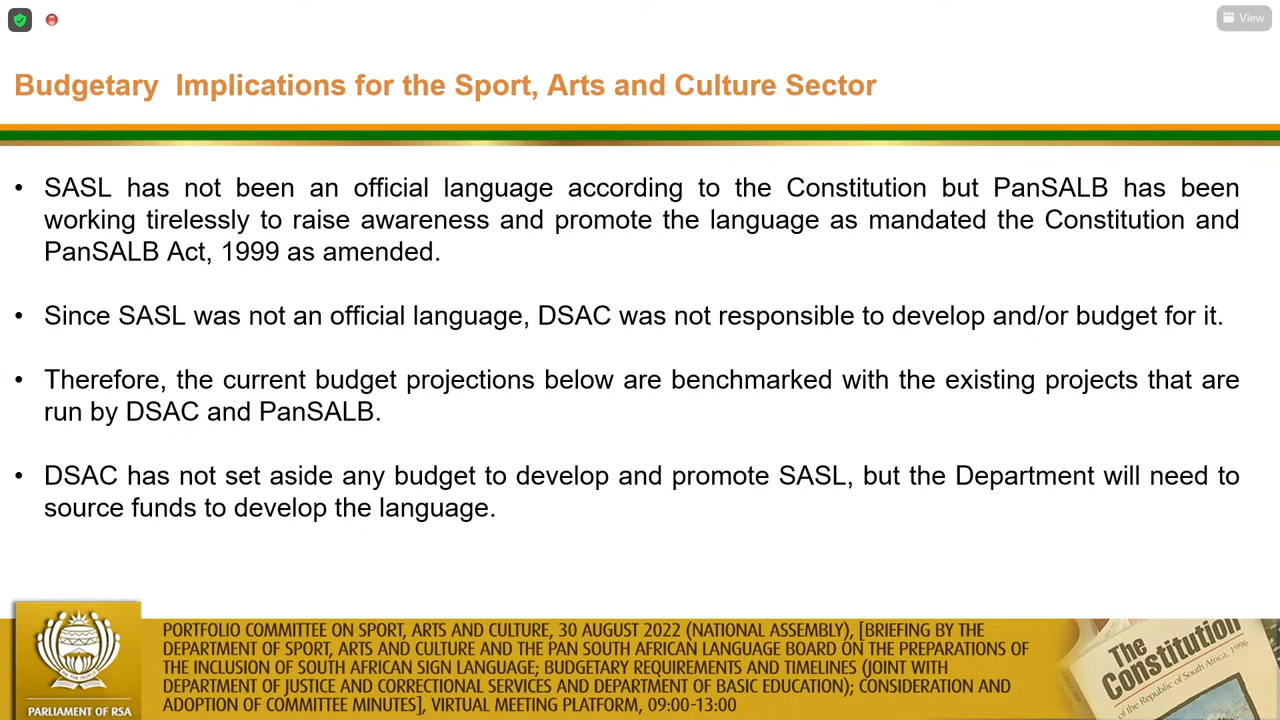 View
Budgetary Implications for the Sport, Arts and Culture Sector
• SASL has not been an official language according to the Constitution but PanSALB has been
working tirelessly to raise awareness and promote the language as mandated the Constitution and
PanSALB Act, 1999 as amended.
• Since SASL was not an official language, DSAC was not responsible to develop and/or budget for it.
• Therefore, the current budget projections below are benchmarked with the existing projects that are
run by DSAC and PanSALB.
• DSAC has not set aside any budget to develop and promote SASL, but the Department will need to
source funds to develop the language.
PORTFOLIO COMMITTEE ON SPORT, ARTS AND CULTURE, 30 AUGUST 2022 (NATIONAL ASSEMBLY), [BRIEFING BY THE
DEPARTMENT OF SPORT, ARTS AND CULTURE AND THE PAN SOUTH AFRICAN LANGUAGE BOARD ON THE PREPARATIONS OF
THE INCLUSION OF SOUTH AFRICAN SIGN LANGUAGE; BUDGETARY REQUIREMENTS AND TIMELINES (JOINT WITH
DEPARTMENT OF JUSTICE AND CORRECTIONAL SERVICES AND DEPARTMENT OF BASIC EDUCATION); CONSIDERATION AND
ADOPTION OF COMMITTEE MINUTES], VIRTUAL MEETING PLATFORM, 09:00-13:00
PARLIAMENT OF RSA
The
Constitution
of the Republic of South Africa, 1996